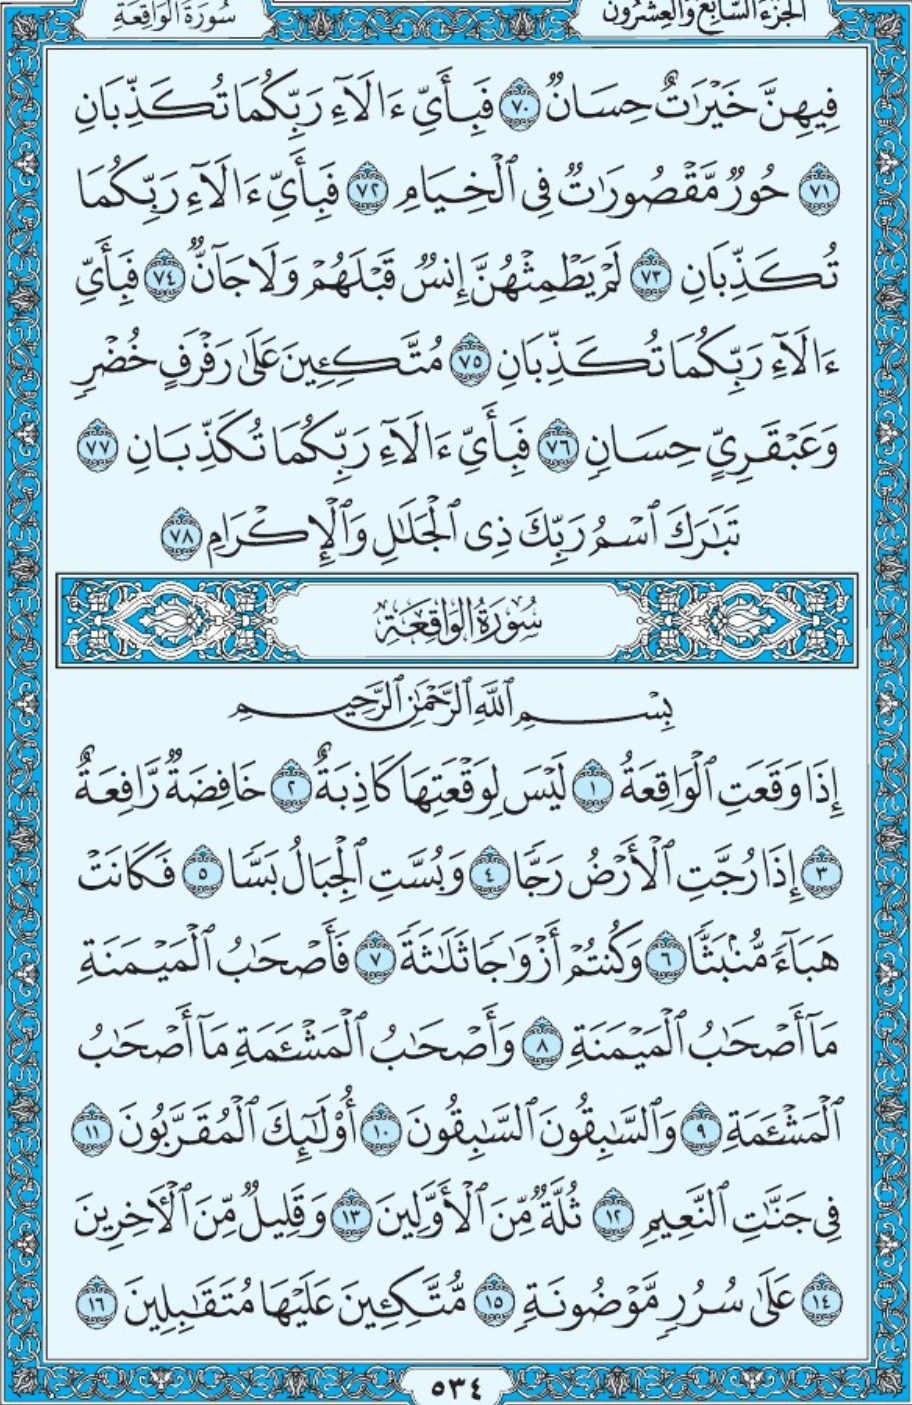 الجزء السابع والعشرون
سورة الواقعة
فِيهِنَّ خَيْرَٰتٌ حِسَانٌ ٧٠ فَبِأَيِّ ءَالَآءِ رَبِّكُمَا تُكَذِّبَانِ
٧١ حُورٌ مَّقْصُورَٰتٌ فِى ٱلْخِيَامِ ٧٢ فَبِأَيِّ ءَالَآءِ رَبِّكُمَا
تُكَذِّبَانِ ٧٣ لَمْ يَطْمِثْهُنَّ إِنسٌ قَبْلَهُمْ وَلَا جَآنٌّ ٧٤ فَبِأَيِّ
ءَالَآءِ رَبِّكُمَا تُكَذِّبَانِ ٧٥ مُتَّكِـِٔينَ عَلَىٰ رَفْرَفٍ خُضْرٍ
وَعَبْقَرِيٍّ حِسَانٍ ٧٦ فَبِأَيِّ ءَالَآءِ رَبِّكُمَا تُكَذِّبَانِ ٧٧
تَبَٰرَكَ ٱسْمُ رَبِّكَ ذِى ٱلْجَلَٰلِ وَٱلْإِكْرَامِ ٧٨
سُورَةُ الوَاقِعَةِ
بِسْمِ ٱللَّهِ ٱلرَّحْمَٰنِ ٱلرَّحِيمِ
إِذَا وَقَعَتِ ٱلْوَاقِعَةُ ١ لَيْسَ لِوَقْعَتِهَا كَاذِبَةٌ ٢ خَافِضَةٌ رَّافِعَةٌ
٣ إِذَا رُجَّتِ ٱلْأَرْضُ رَجًّا ٤ وَبُسَّتِ ٱلْجِبَالُ بَسًّا ٥ فَكَانَتْ
هَبَآءً مُّنۢبَثًّا ٦ وَكُنتُمْ أَزْوَٰجًا ثَلَٰثَةً ٧ فَأَصْحَٰبُ ٱلْمَيْمَنَةِ
مَآ أَصْحَٰبُ ٱلْمَيْمَنَةِ ٨ وَأَصْحَٰبُ ٱلْمَشْـَٔمَةِ مَآ أَصْحَٰبُ
ٱلْمَشْـَٔمَةِ ٩ وَٱلسَّٰبِقُونَ ٱلسَّٰبِقُونَ ١٠ أُو۟لَٰٓئِكَ ٱلْمُقَرَّبُونَ ١١
فِى جَنَّٰتِ ٱلنَّعِيمِ ١٢ ثُلَّةٌ مِّنَ ٱلْأَوَّلِينَ ١٣ وَقَلِيلٌ مِّنَ ٱلْءَاخِرِينَ
١٤ عَلَىٰ سُرُرٍ مَّوْضُونَةٍ ١٥ مُّتَّكِـِٔينَ عَلَيْهَا مُتَقَٰبِلِينَ ١٦
٥٣٤